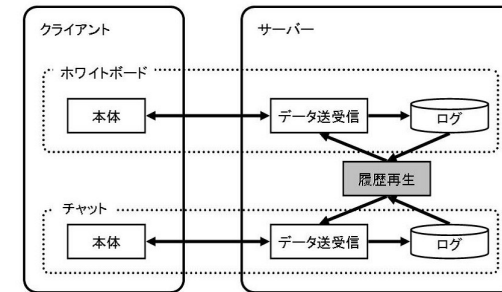 クライアント
サーバー
ホワイトボード
本体
データ送受信
ログ
履歴再生
チャット
本体
データ送受信
ログ